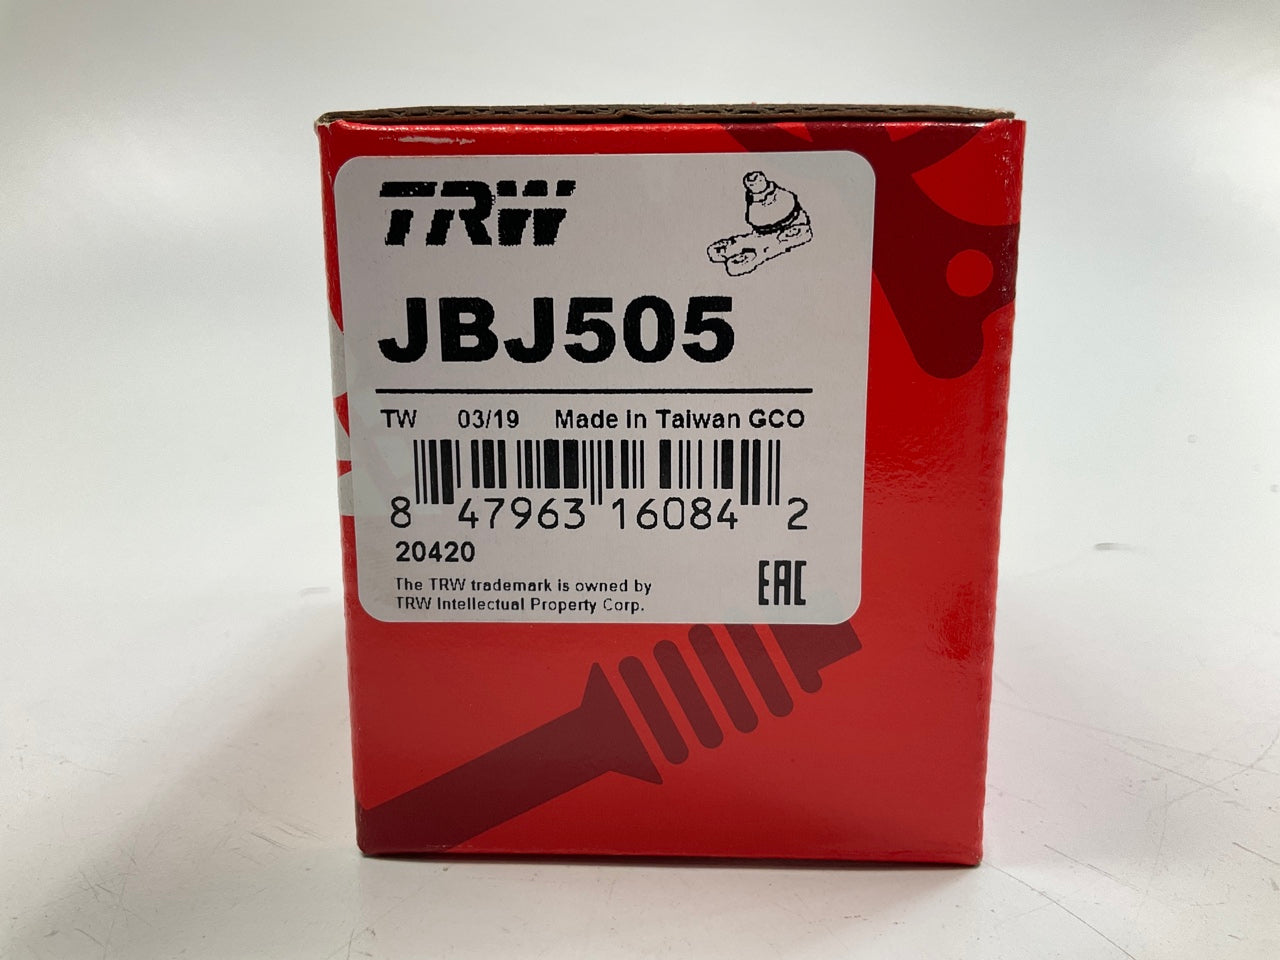 TRW
JBJ505
TW 03/19 Made in Taiwan GCO
8 47963 16084 2
20420
The TRW trademark is owned by
TRW Intellectual Property Corp.
EAC